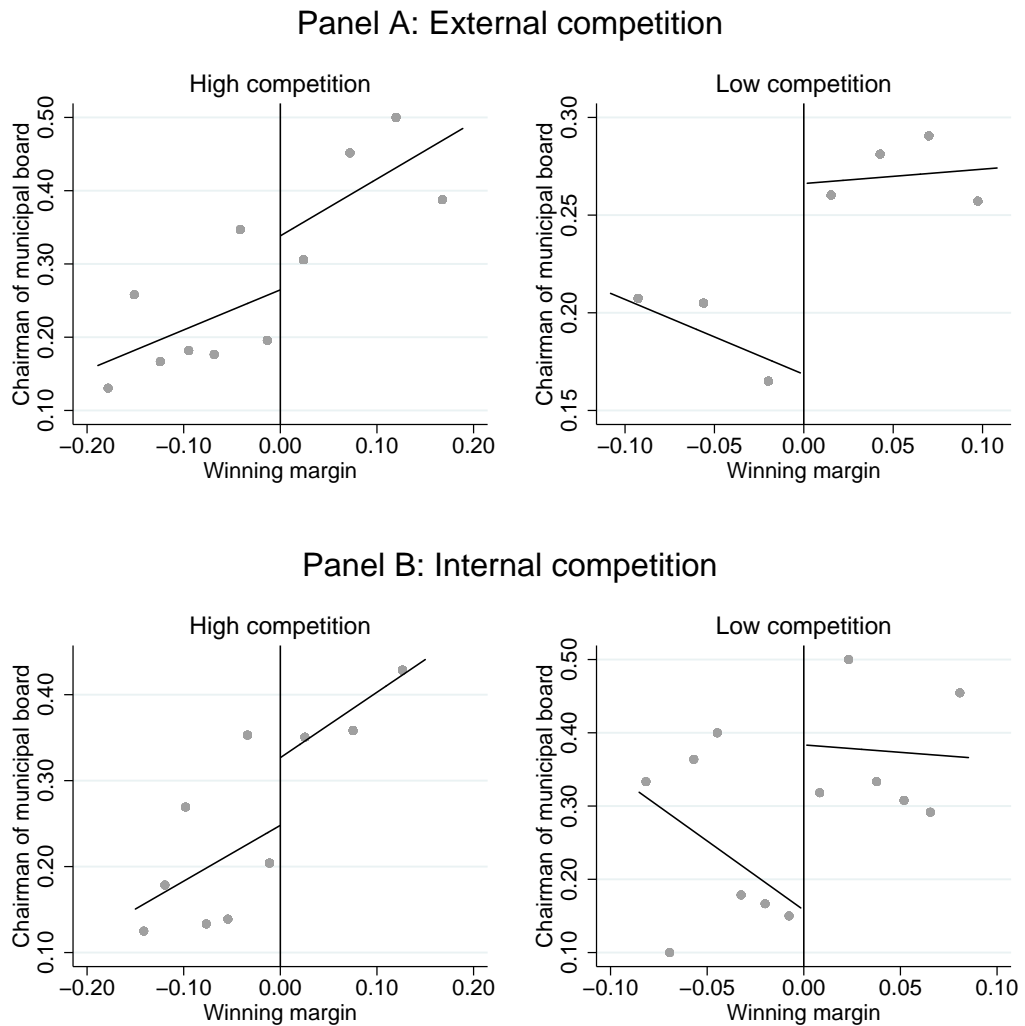 Panel A: External competition
High competition
Chairman of municipal board
0.50
0.40
0.30
0.20
0.10
−0.20 −0.10 0.00 0.10 0.20
Winning margin
Low competition
Chairman of municipal board
0.30
0.25
0.20
0.15
−0.10 −0.05 0.00 0.05 0.10
Winning margin
Panel B: Internal competition
High competition
Chairman of municipal board
0.40
0.30
0.20
0.10
−0.20 −0.10 0.00 0.10 0.20
Winning margin
Low competition
Chairman of municipal board
0.50
0.40
0.30
0.20
0.10
−0.10 −0.05 0.00 0.05 0.10
Winning margin